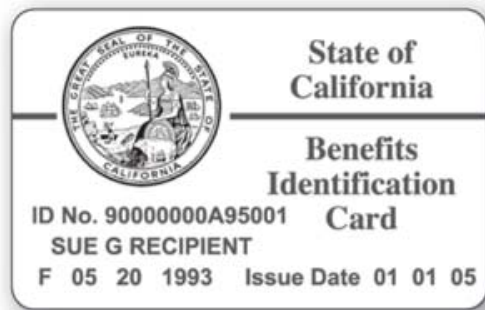 THE GREAT SEAL OF THE STATE OF CALIFORNIA
EUREKA
State of
California
Benefits
Identification
Card
ID No. 90000000A95001
SUE G RECIPIENT
F 05 20 1993 Issue Date 01 01 05